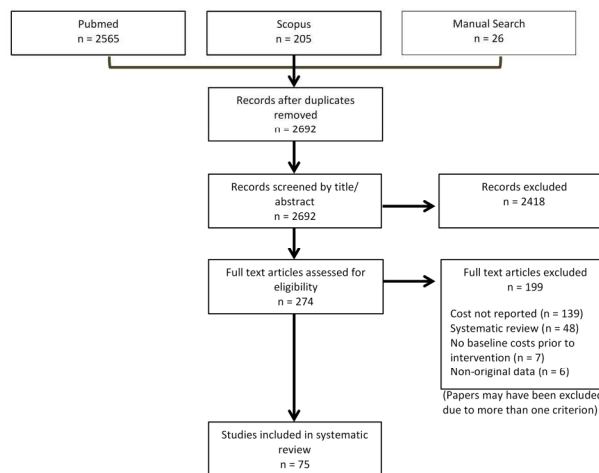 Pubmed
n = 2565
Scopus
n = 205
Manual Search
n = 26
Records after duplicates
removed
n = 2692
Records screened by title/
abstract
n = 2692
Records excluded
n = 2418
Full text articles assessed for
eligibility
n = 274
Full text articles excluded
n = 199
Cost not reported (n = 139)
Systematic review (n = 48)
No baseline costs prior to
intervention (n = 7)
Non-original data (n = 6)
(Papers may have been excluded
due to more than one criterion)
Studies included in systematic
review
n = 75